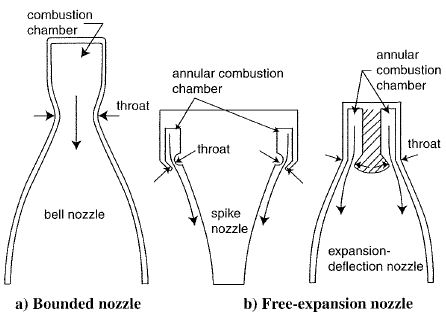 combustion
chamber
throat
bell nozzle
a) Bounded nozzle
annular combustion
chamber
throat
spike
nozzle
annular
combustion
chamber
throat
expansion-
deflection nozzle
b) Free-expansion nozzle